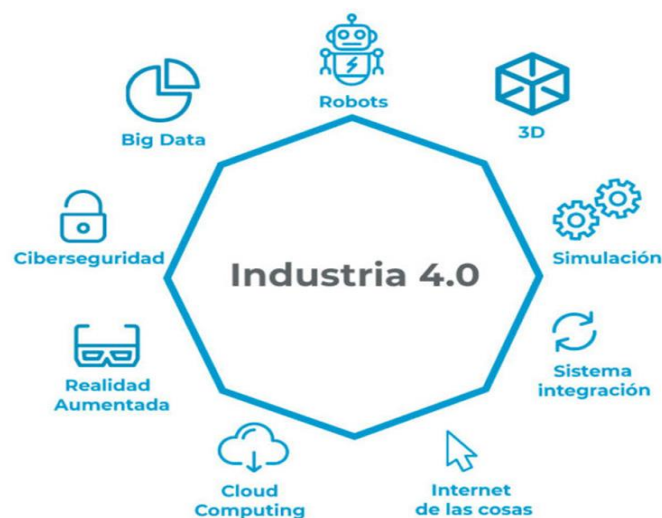 Robots
3D
Big Data
Ciberseguridad
Industria 4.0
Simulación
Realidad
Aumentada
Sistema
integración
Cloud
Computing
Internet
de las cosas